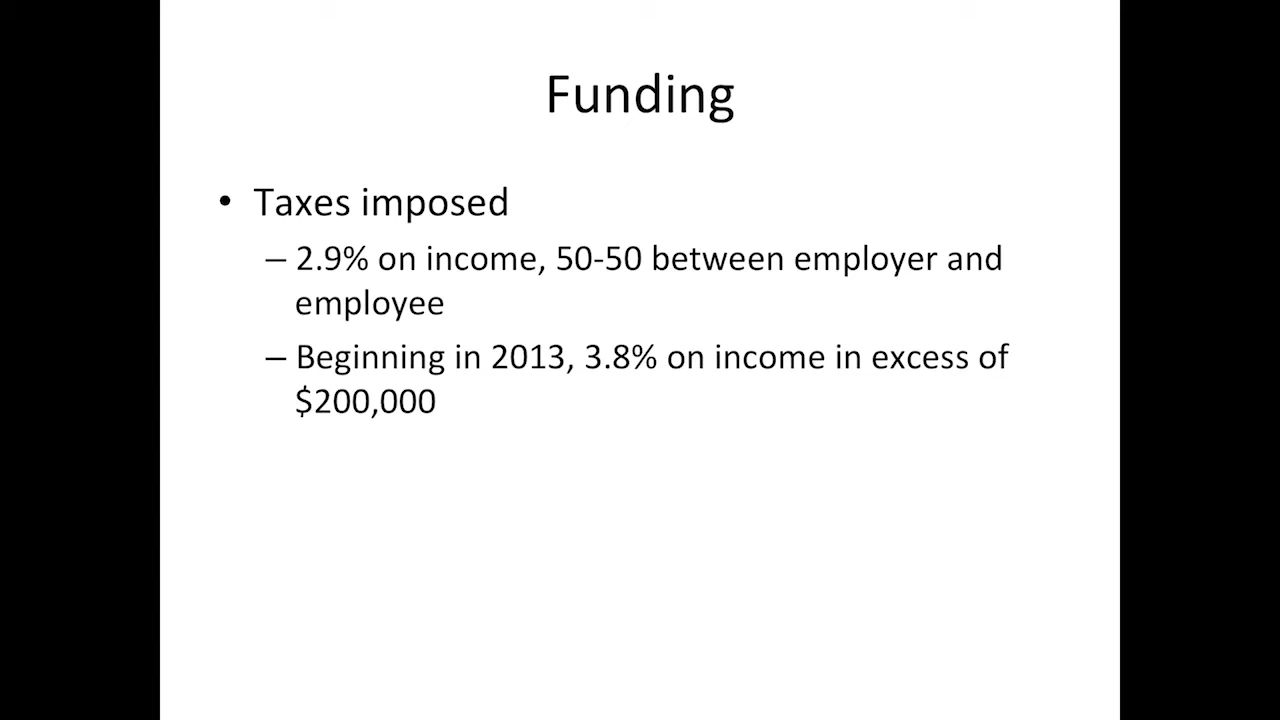 Funding
• Taxes imposed
– 2.9% on income, 50-50 between employer and
employee
– Beginning in 2013, 3.8% on income in excess of
$200,000